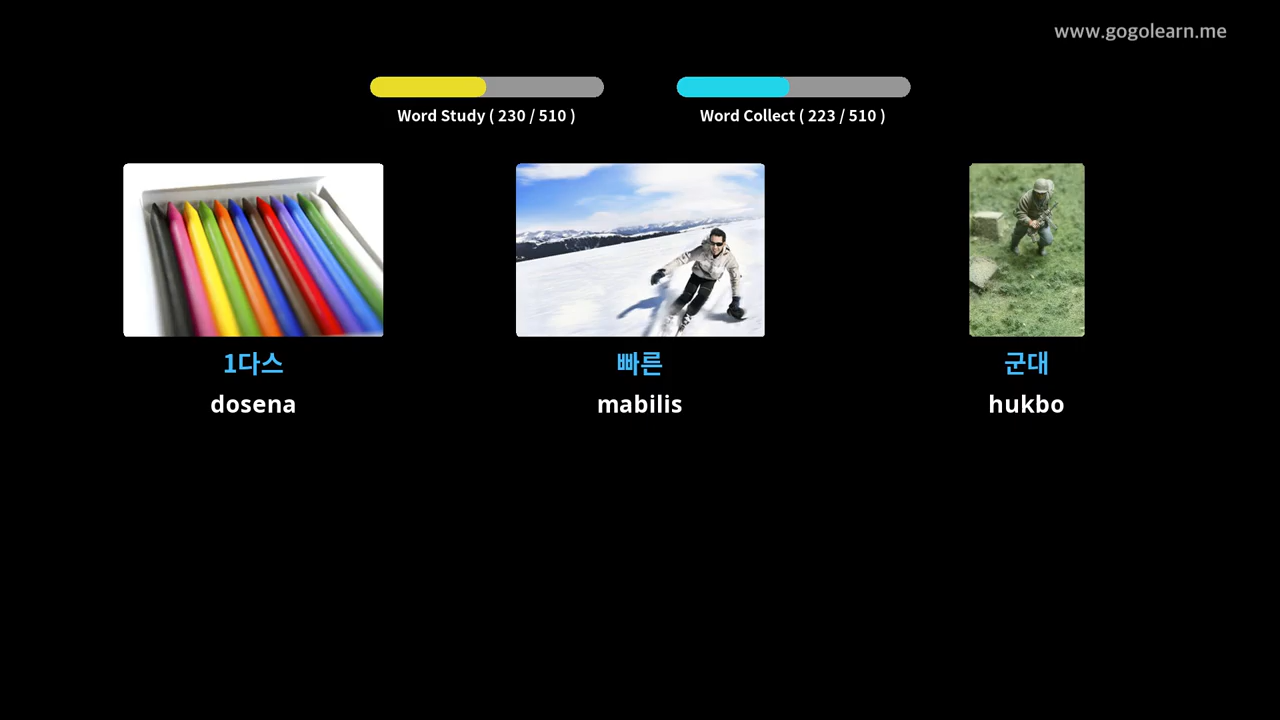 www.gogolearn.me
Word Study ( 230 / 510 )
Word Collect ( 223 / 510 )
1다스
빠른
군대
dosena
mabilis
hukbo